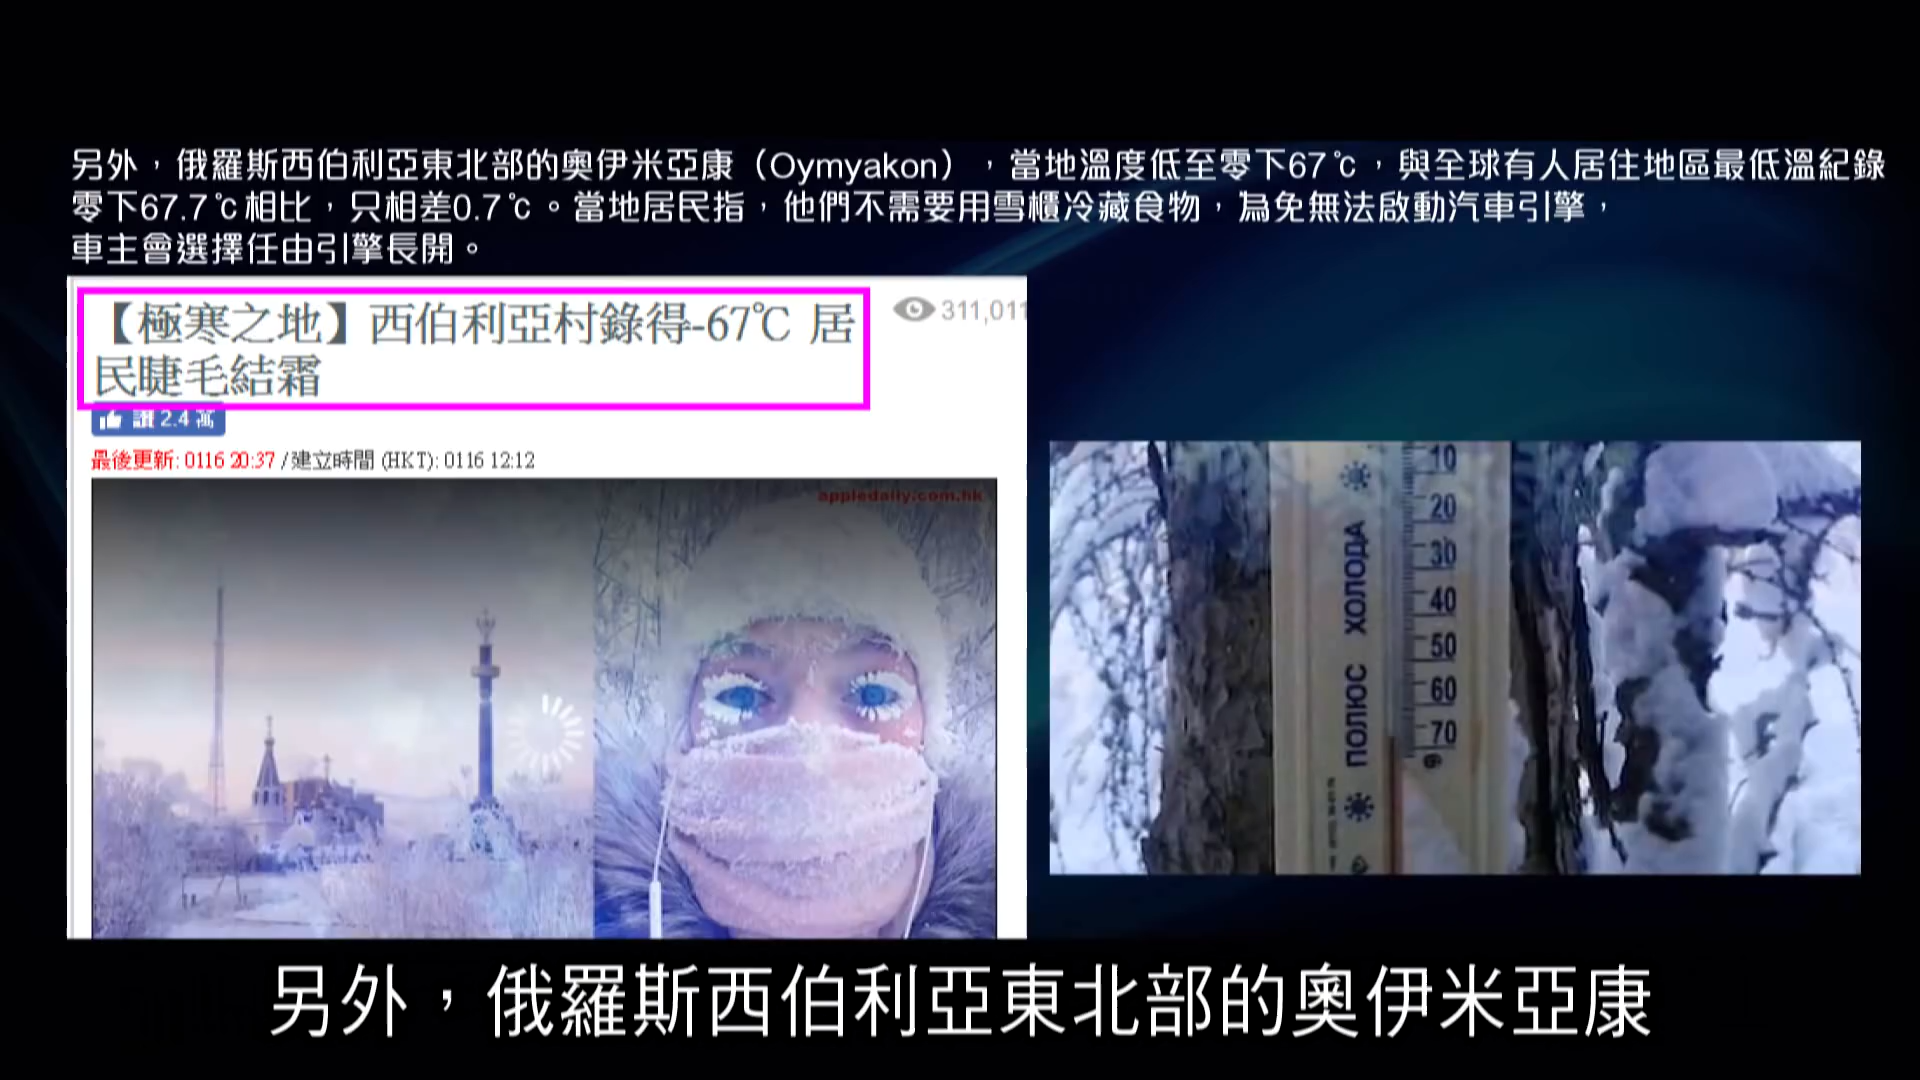 另外，俄羅斯西伯利亞東北部的奧伊米亞康（Oymyakon），當地溫度低至零下67℃，與全球有人居住地區最低溫紀錄
零下67.7℃相比，只相差0.7℃。當地居民指，他們不需要用雪櫃冷藏食物，為免無法啟動汽車引擎，
車主會選擇任由引擎長開。
【極寒之地】西伯利亞村錄得-67℃ 居
民睫毛結霜
311,011
讚 2.4 萬
最後更新: 0116 20:37 / 建立時間 (HKT): 0116 12:12
appledaily.com.hk
ПОЛЮС ХОЛОДА
10
20
30
40
50
60
70
另外，俄羅斯西伯利亞東北部的奧伊米亞康